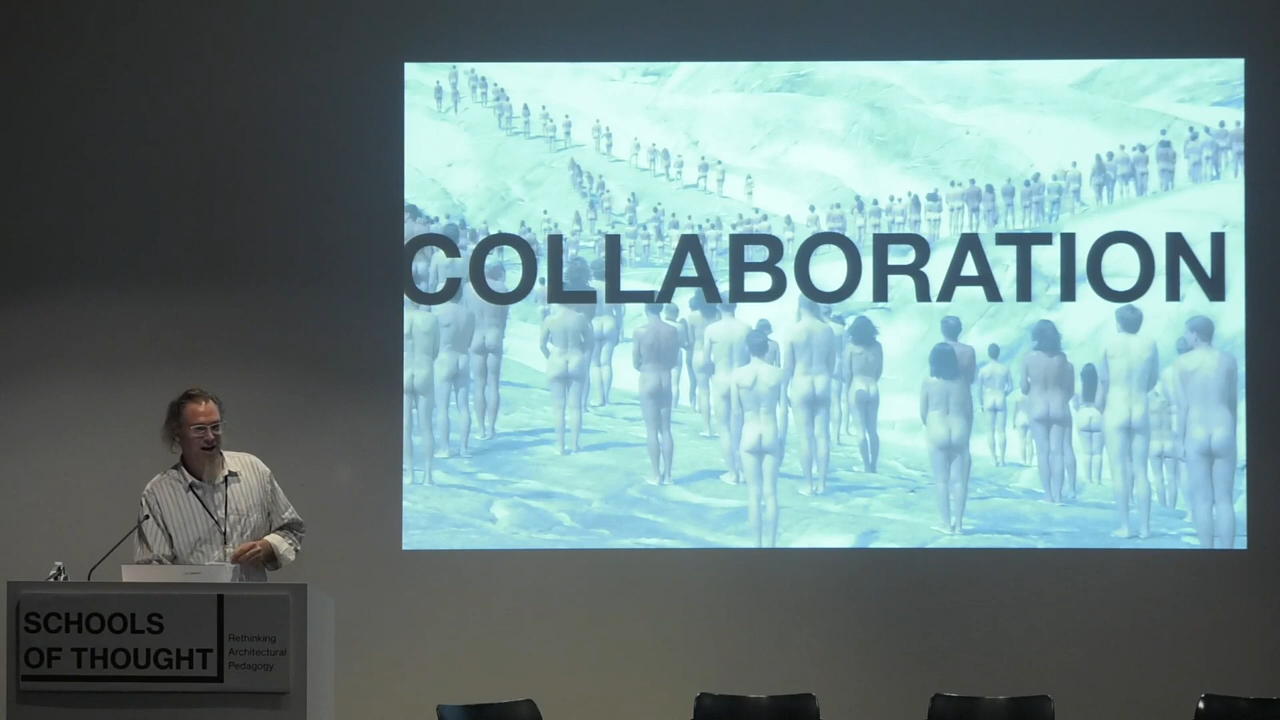 COLLABORATION
SCHOOLS
OF THOUGHT
Rethinking
Architectural
Pedagogy